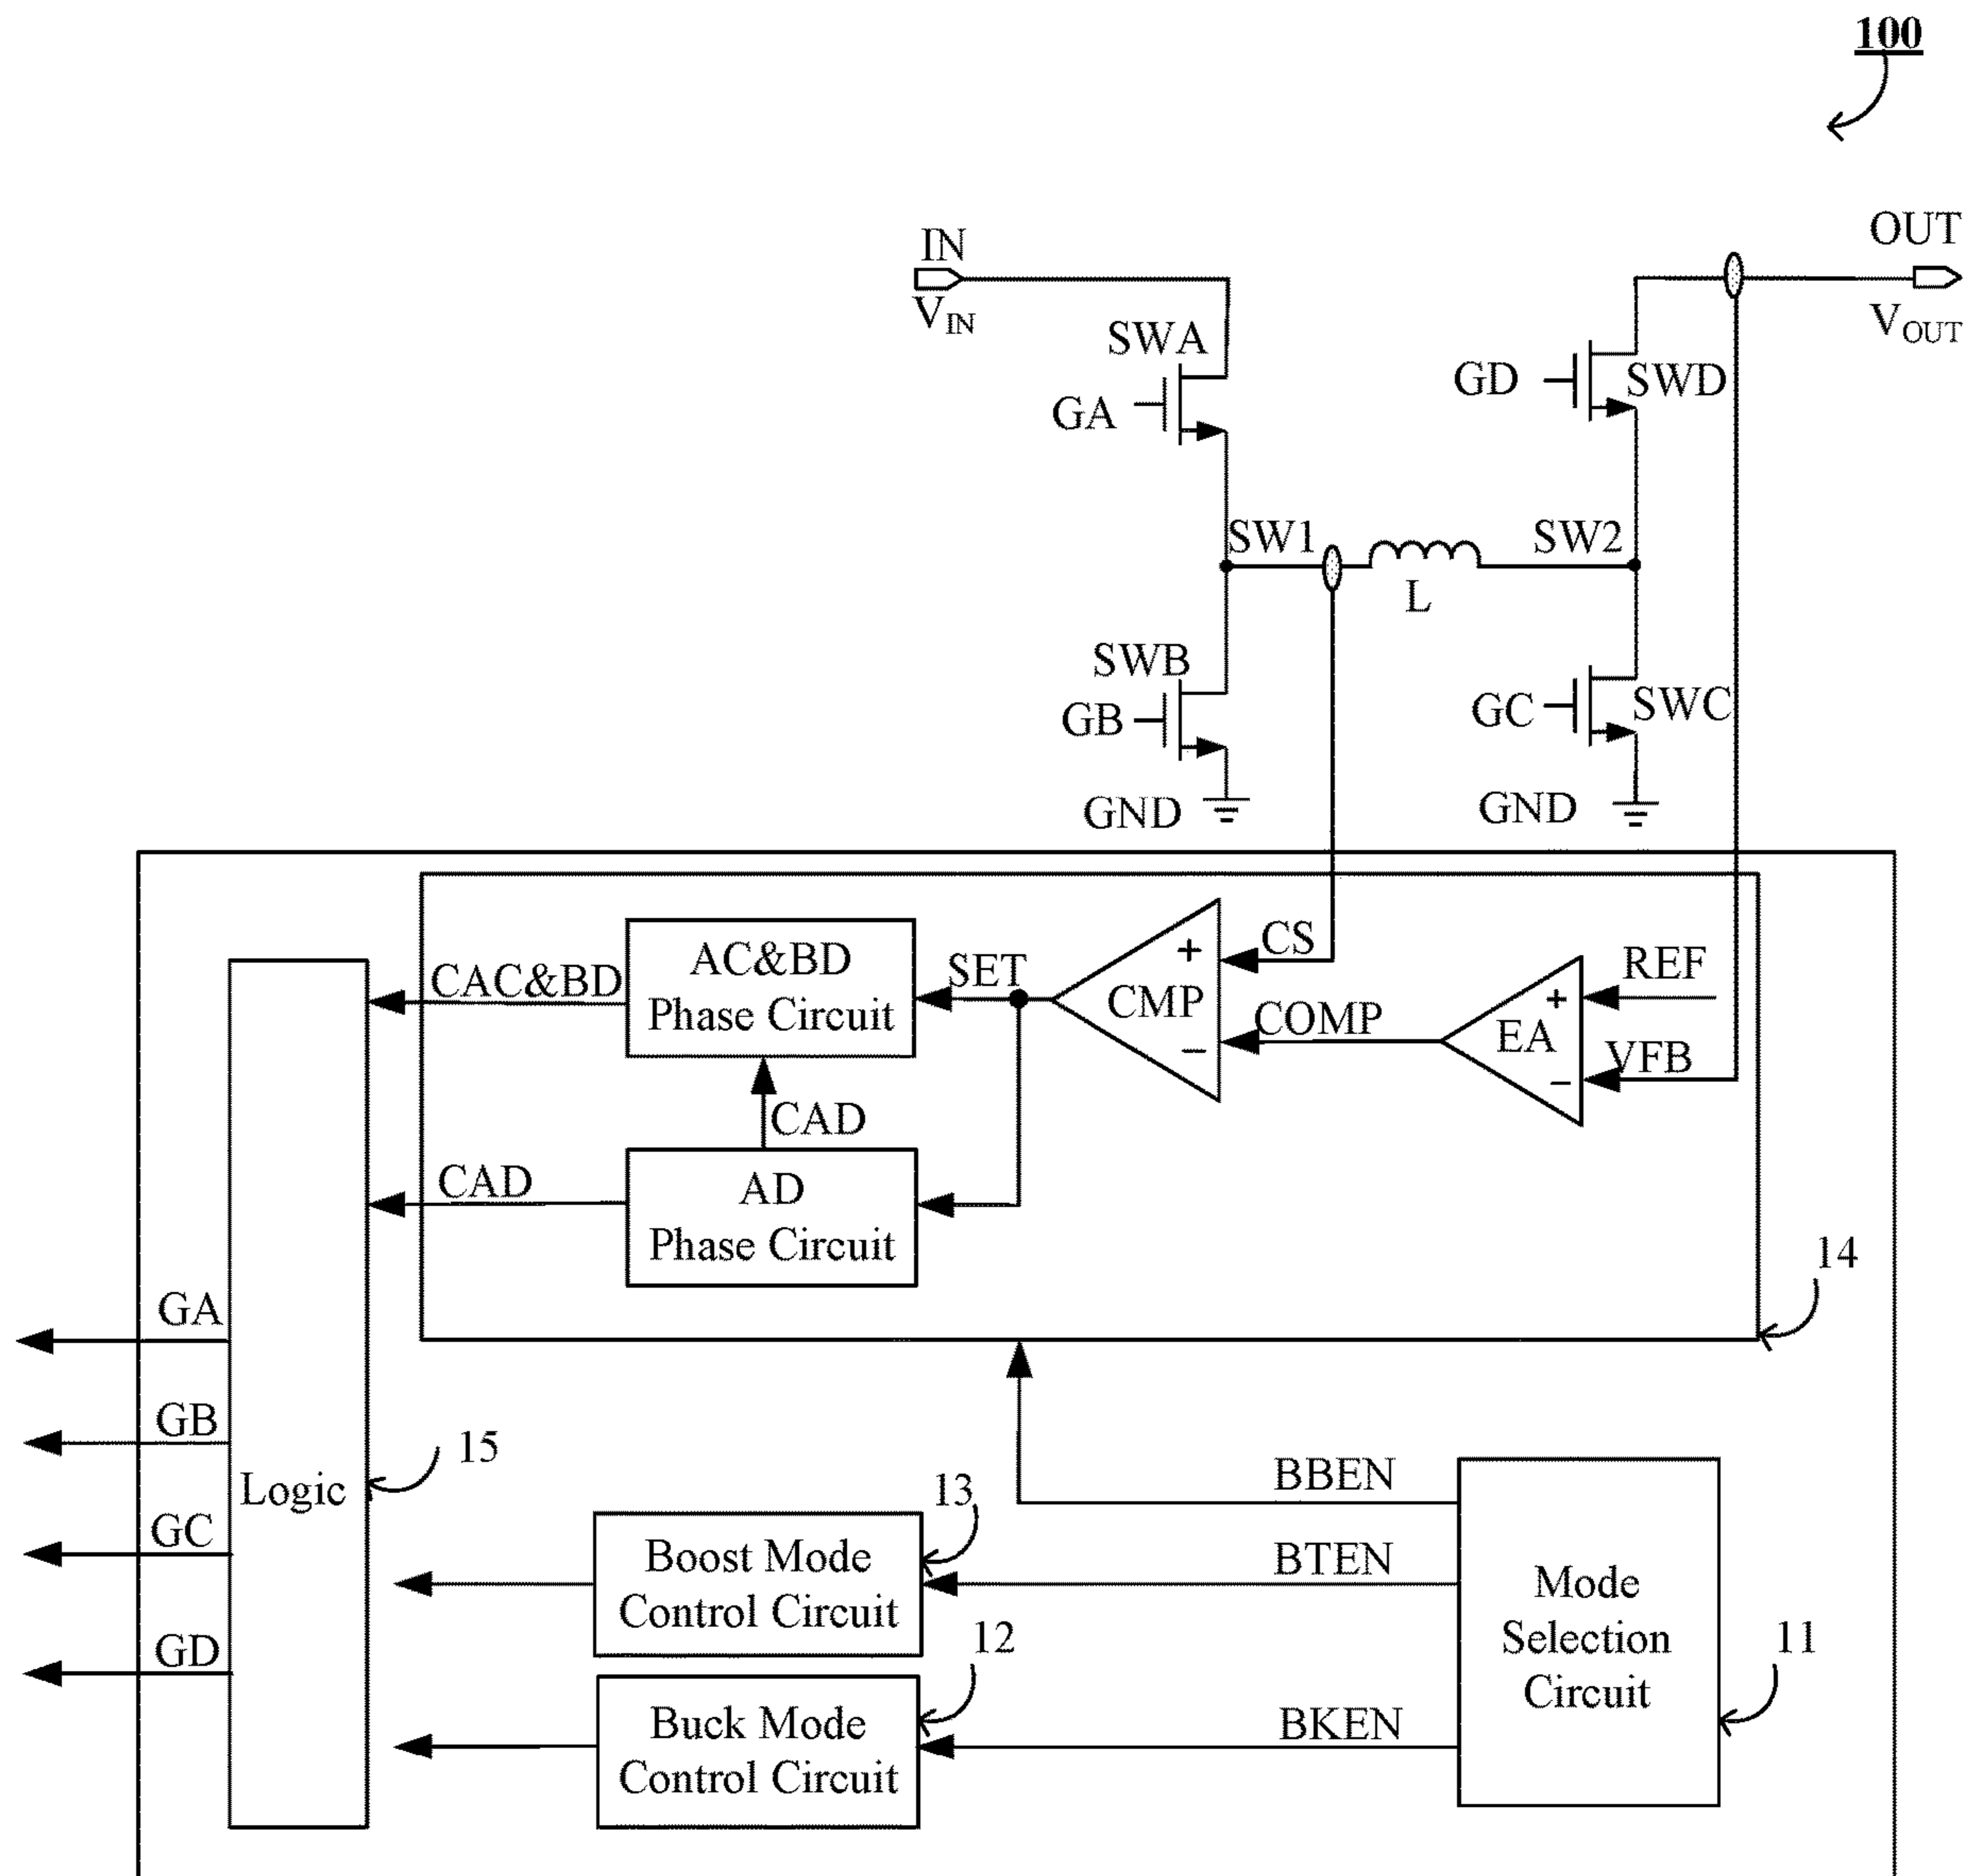 100
IN
V_IN
OUT
V_OUT
SWA
GA
GD
SWD
SW1
SW2
L
SWB
GB
GC
SWC
GND
GND
AC&BD
Phase Circuit
CAC&BD
SET
CMP
+
−
CS
COMP
EA
+
−
REF
VFB
CAD
CAD
AD
Phase Circuit
14
GA
GB
GC
GD
Logic
15
BBEN
13
Boost Mode
Control Circuit
BTEN
12
Buck Mode
Control Circuit
BKEN
Mode
Selection
Circuit
11